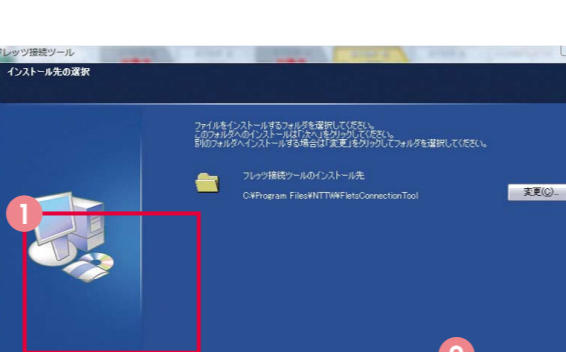 フレッツ接続ツール
インストール先の選択
ファイルをインストールするフォルダを選択してください。
このフォルダへのインストールは「次へ」をクリックしてください。
別のフォルダへインストールする場合は「変更」をクリックしてフォルダを選択してください。
フレッツ接続ツールのインストール先
C:¥Program Files¥NTTW¥FletsConnectionTool
変更(C)...
1